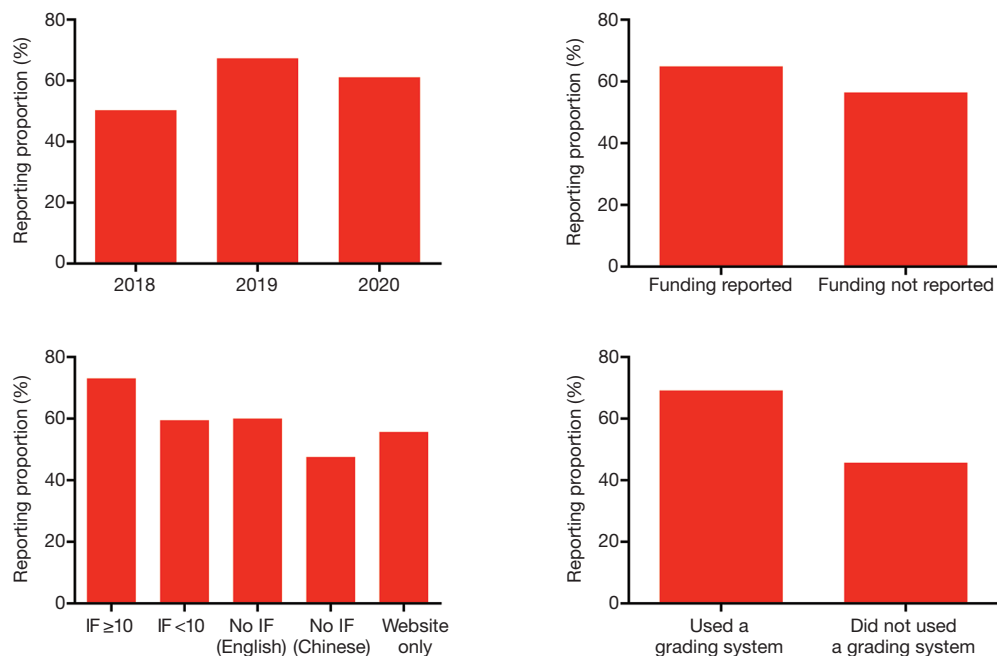 Reporting proportion (%)
80
60
40
20
0
2018 2019 2020
Reporting proportion (%)
80
60
40
20
0
Funding reported Funding not reported
Reporting proportion (%)
80
60
40
20
0
IF ≥10 IF <10 No IF No IF Website
(English) (Chinese) only
Reporting proportion (%)
80
60
40
20
0
Used a Did not used
grading system a grading system